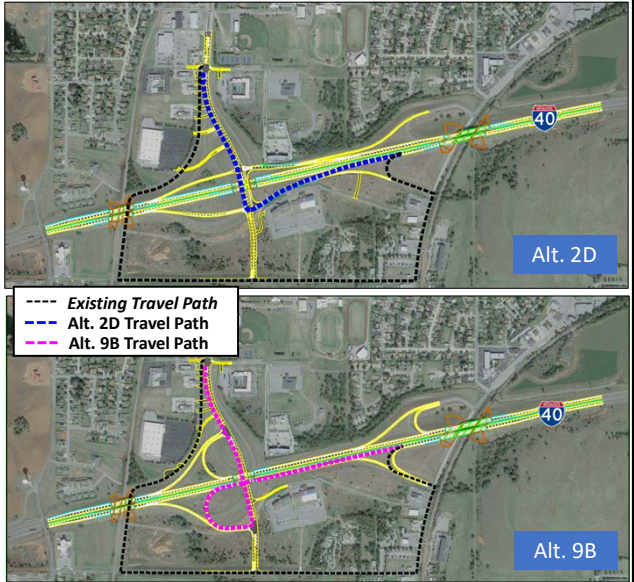 40
Alt. 2D
Existing Travel Path
Alt. 2D Travel Path
Alt. 9B Travel Path
40
Alt. 9B